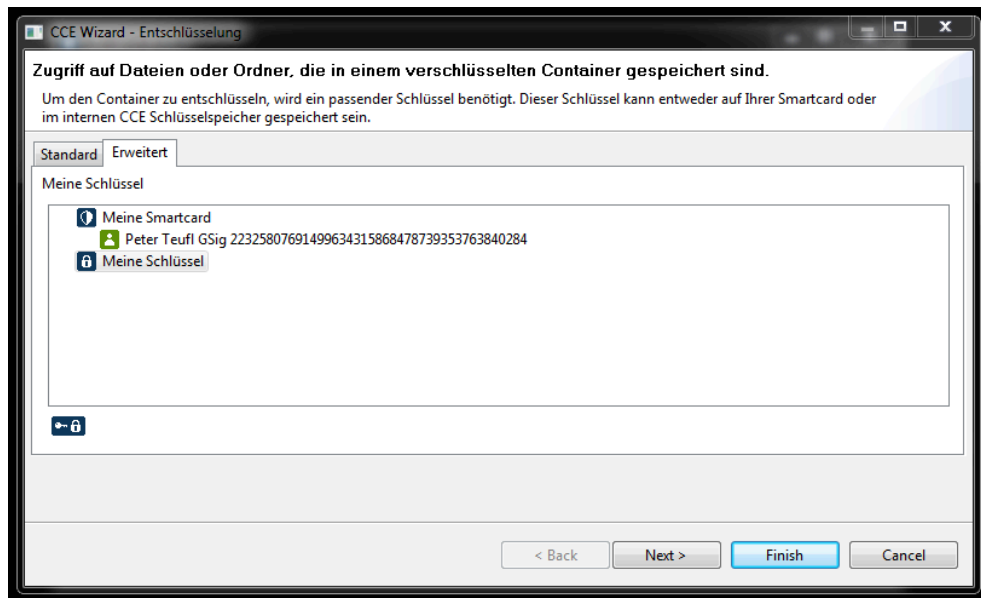 CCE Wizard - Entschlüsselung
Zugriff auf Dateien oder Ordner, die in einem verschlüsselten Container gespeichert sind.
Um den Container zu entschlüsseln, wird ein passender Schlüssel benötigt. Dieser Schlüssel kann entweder auf Ihrer Smartcard oder
im internen CCE Schlüsselspeicher gespeichert sein.
Standard Erweitert
Meine Schlüssel
Meine Smartcard
Peter Teufl GSig 223258076914996343158684787739353763840284
Meine Schlüssel
< Back Next > Finish Cancel